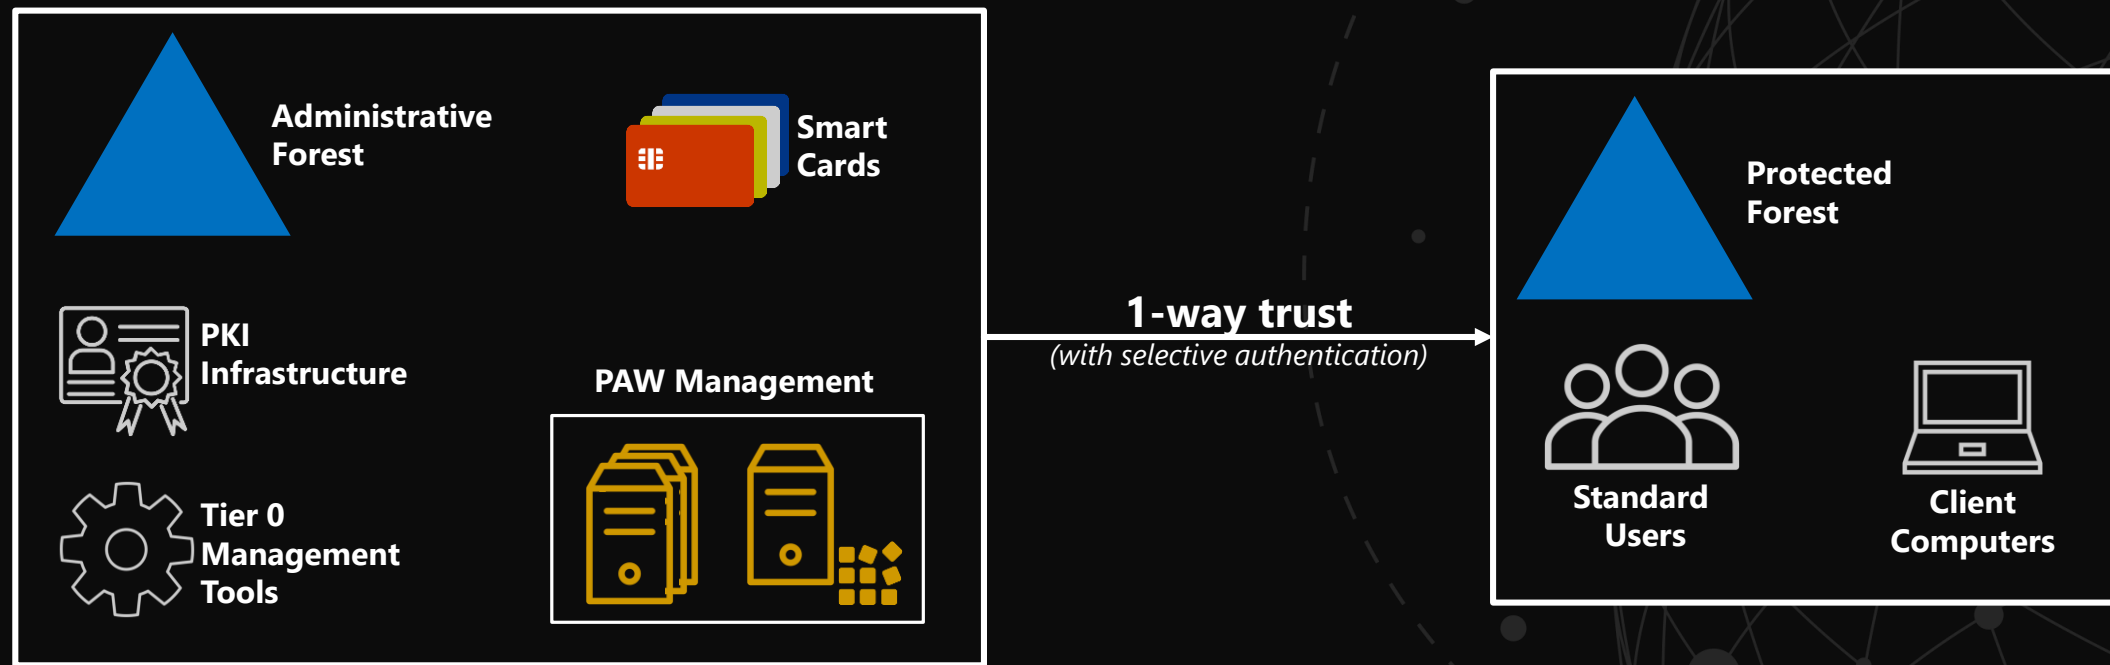 Administrative
Forest
Smart
Cards
PKI
Infrastructure
PAW Management
Tier 0
Management
Tools
1-way trust
(with selective authentication)
Protected
Forest
Standard
Users
Client
Computers